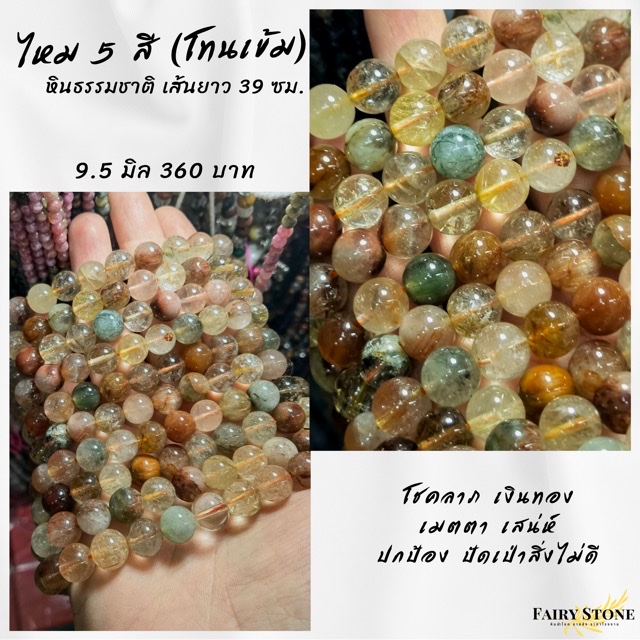 ไหม 5 สี (โทนเข้ม)
หินธรรมชาติ เส้นยาว 39 ซม.
9.5 มิล 360 บาท
โชคลาภ เงินทอง
เมตตา เสน่ห์
ปกป้อง ปัดเป่าสิ่งไม่ดี
FAIRY STONE